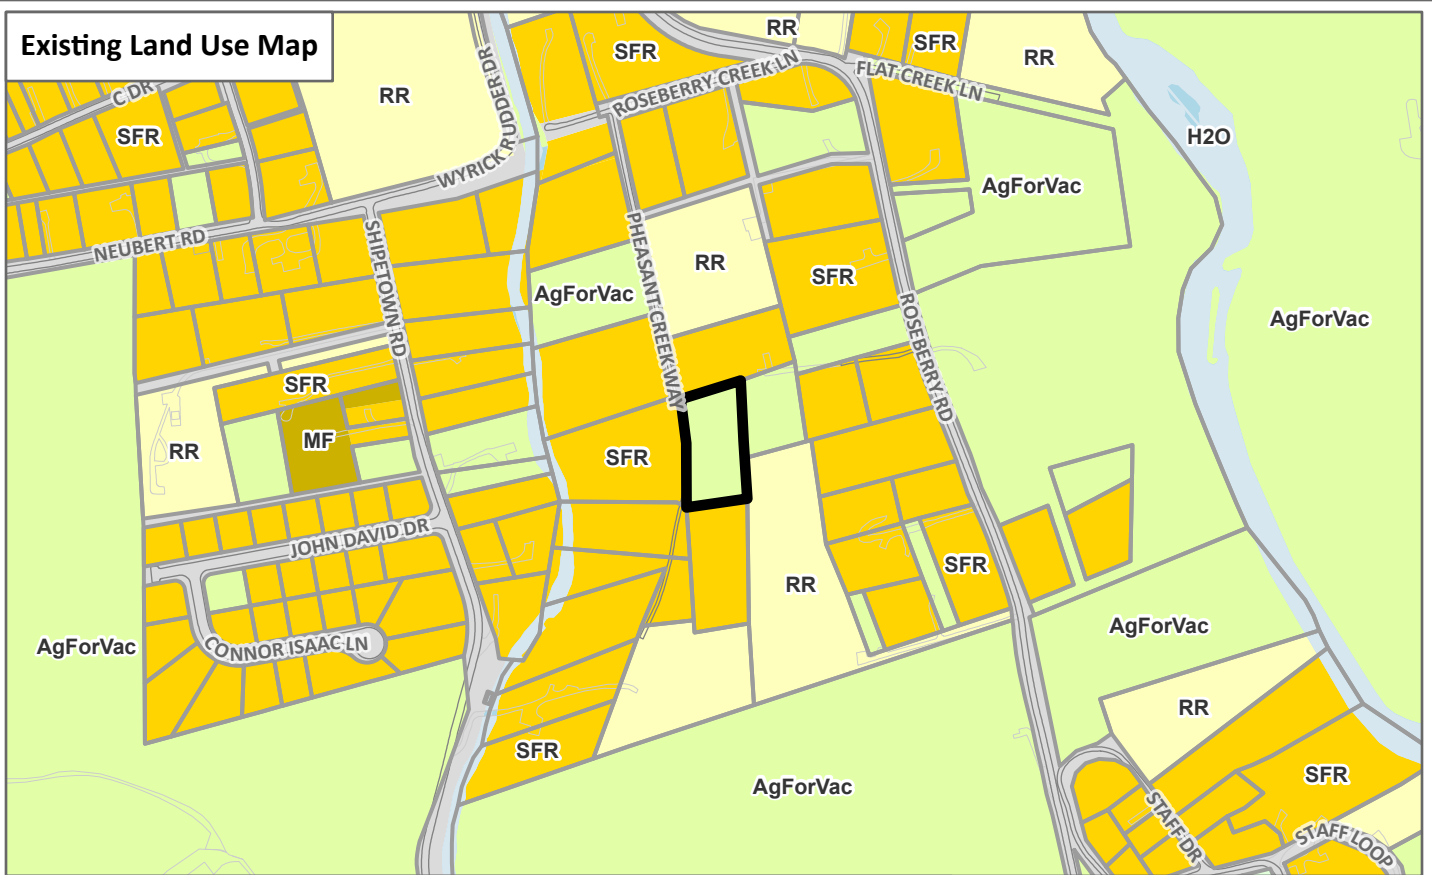 Existing Land Use Map
RR
SFR
SFR
RR
RR
C DR
SFR
WYRICK RUDDER DR
ROSEBERRY CREEK LN
FLAT CREEK LN
H2O
AgForVac
NEUBERT RD
SHIPETOWN RD
PHEASANT CREEK WAY
RR
SFR
AgForVac
ROSEBERRY RD
AgForVac
SFR
MF
RR
SFR
JOHN DAVID DR
SFR
RR
CONNOR ISAAC LN
AgForVac
AgForVac
RR
SFR
AgForVac
SFR
STAFF DR
STAFF LOOP